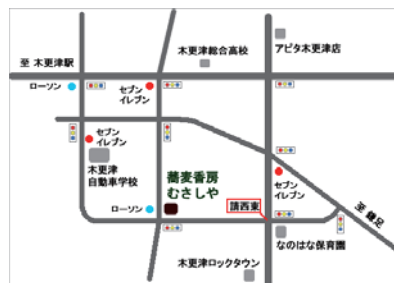 木更津総合高校
アピタ木更津店
至 木更津駅
ローソン
セブン
イレブン
セブン
イレブン
木更津
自動車学校
蕎麦香房
むさしや
セブン
イレブン
請西東
至 鎌足
ローソン
なのはな保育園
木更津ロックタウン